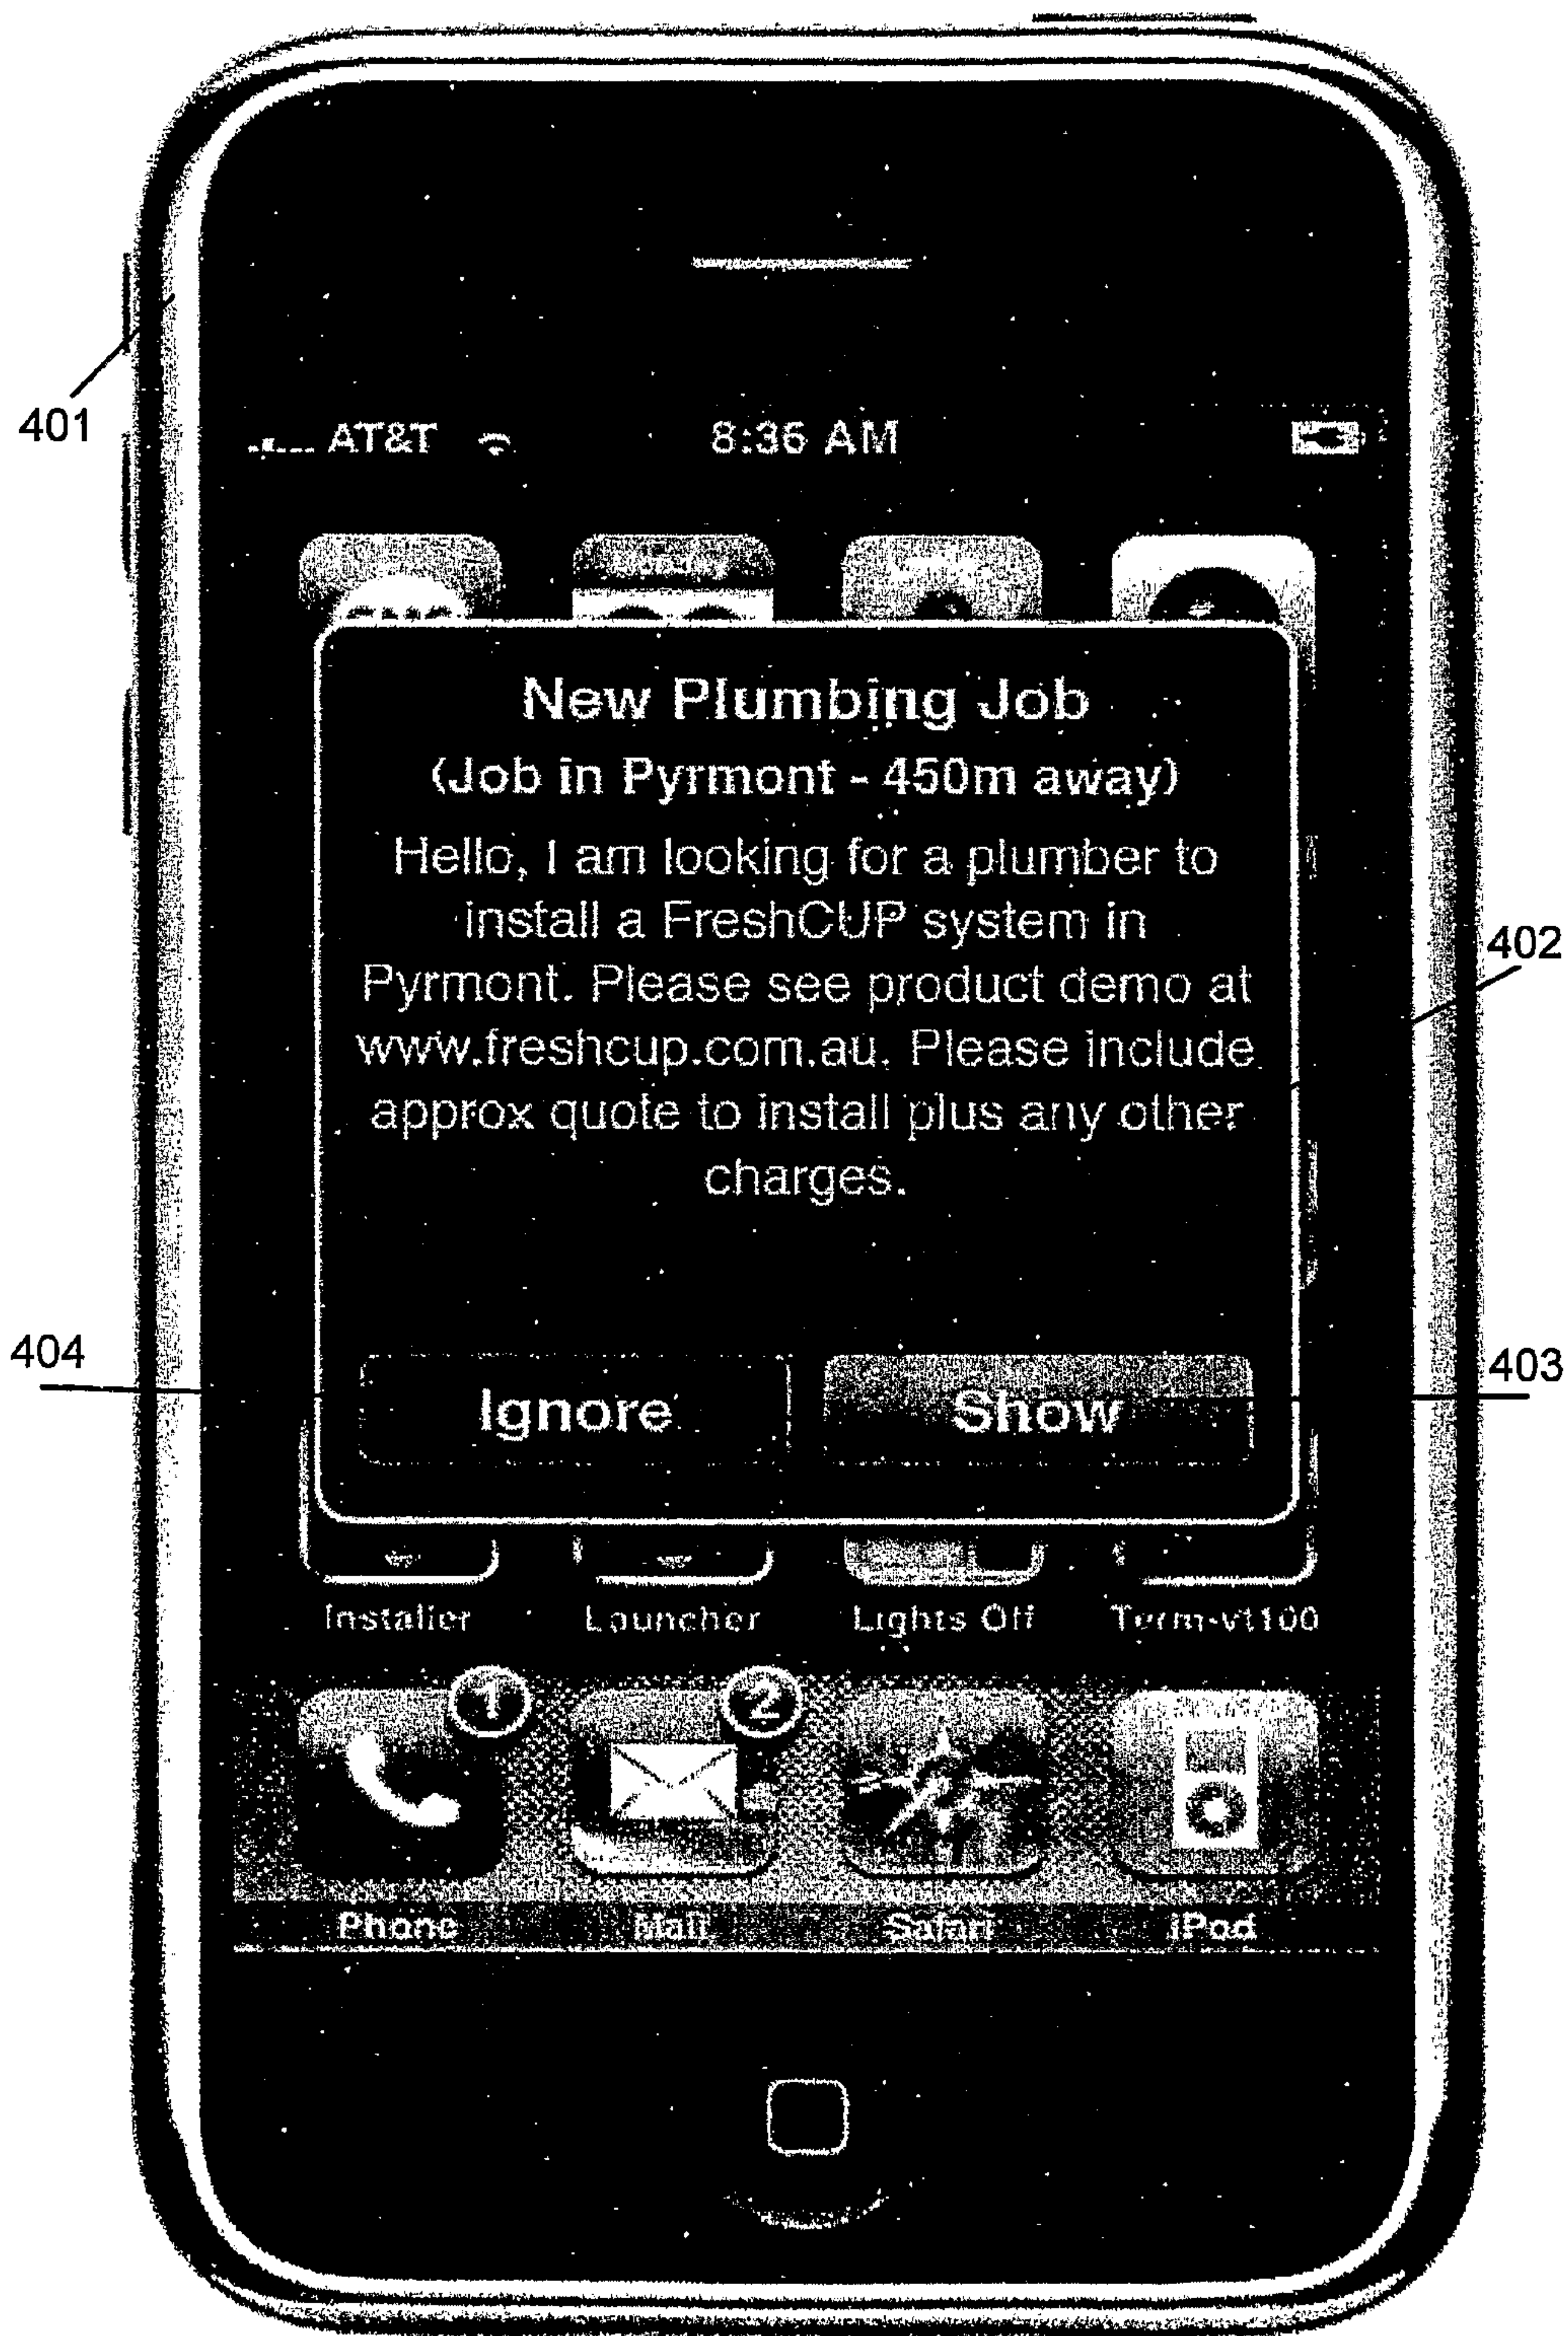 401
AT&T 8:36 AM
New Plumbing Job
(Job in Pyrmont - 450m away)
Hello, I am looking for a plumber to
install a FreshCUP system in
Pyrmont. Please see product demo at
www.freshcup.com.au. Please include
approx quote to install plus any other
charges.
402
404
Ignore
Show
403
Installer Launcher Lights Off Term-vt100
1 2
Phone Mail Safari iPod